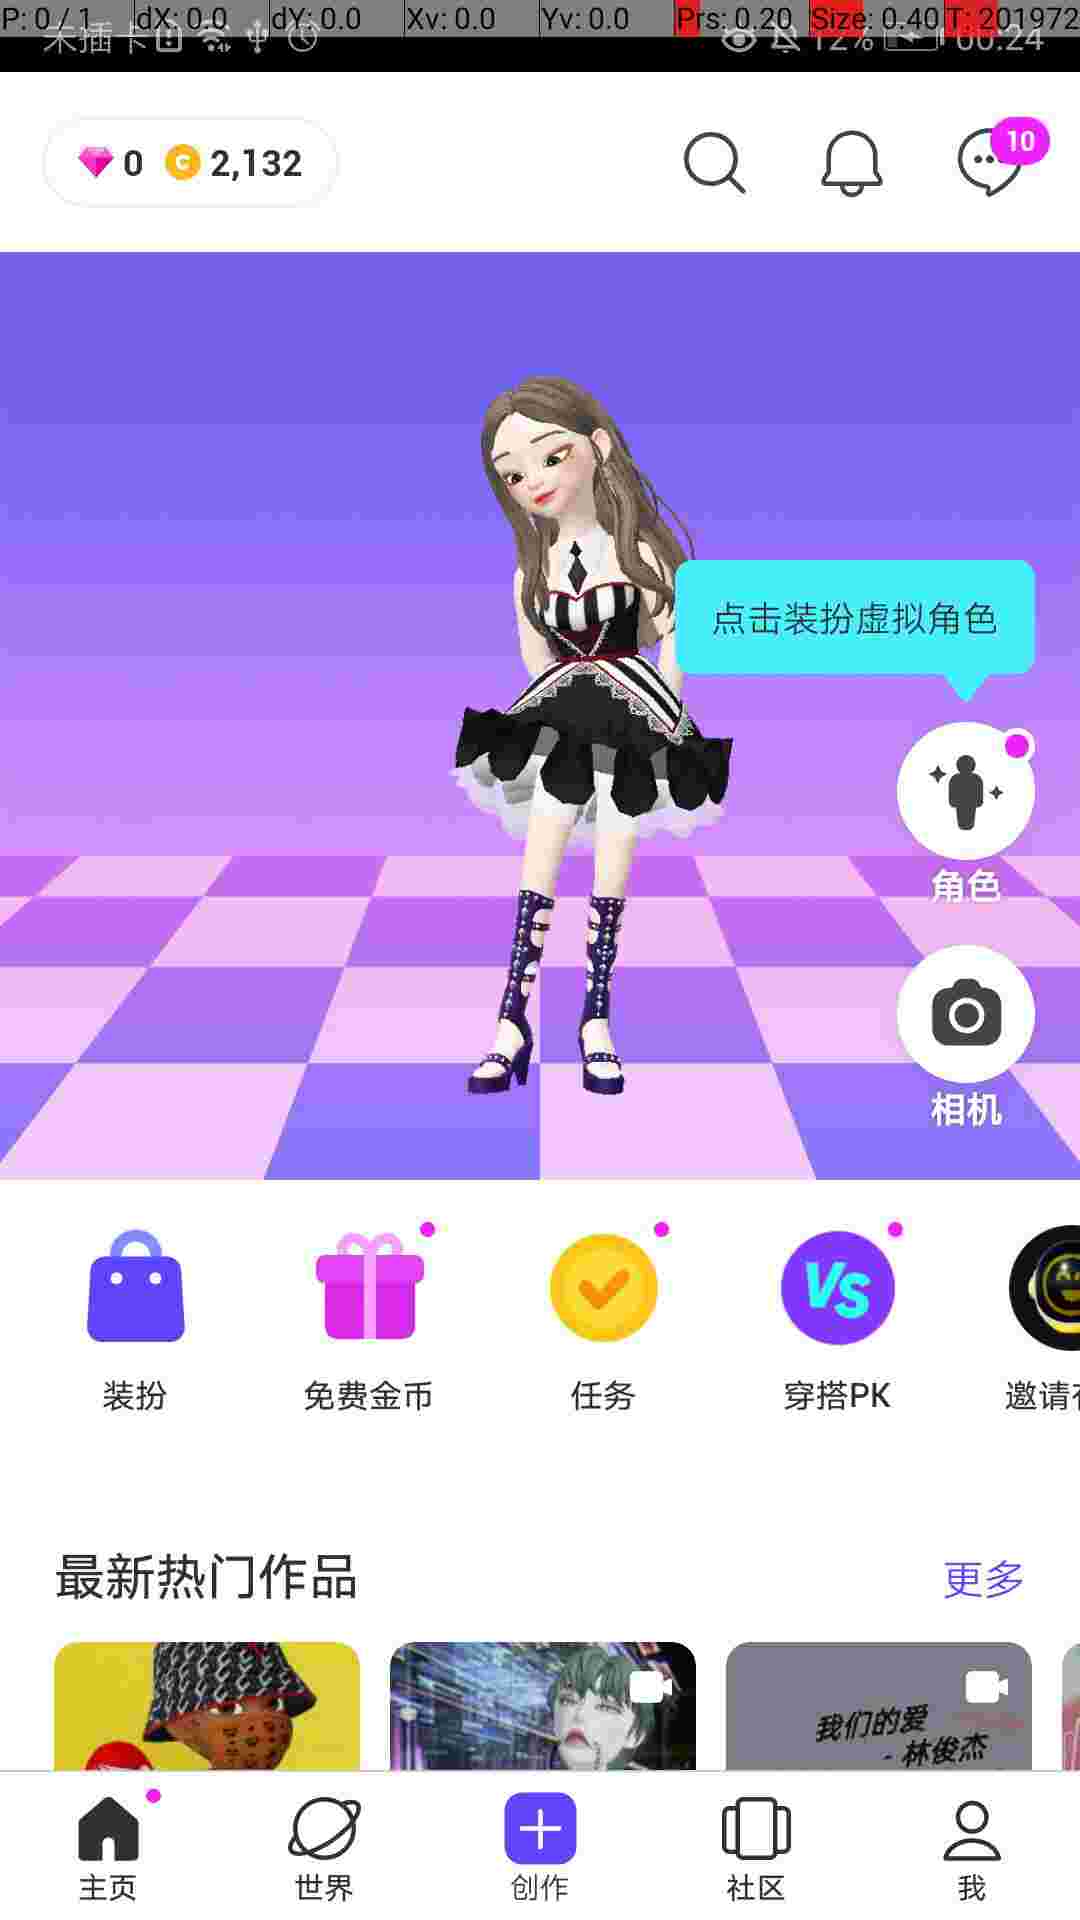 P: 0 / 1 dX: 0.0 dY: 0.0 Xv: 0.0 Yv: 0.0 Prs: 0.20 Size: 0.40 T: 201972
未插卡 12% 00:24
0 2,132
10
点击装扮虚拟角色
角色
相机
装扮 免费金币 任务 穿搭PK 邀请
VS
最新热门作品 更多
我们的爱
- 林俊杰
主页 世界 创作 社区 我